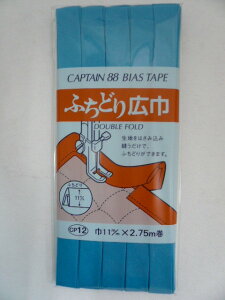 CAPTAIN 88 BIAS TAPE
ふちどり広巾
DOUBLE FOLD
生地をはさみ込み
縫うだけで、
ふちどりができます。
11㎜
CP12
巾11㎜×2.75m巻